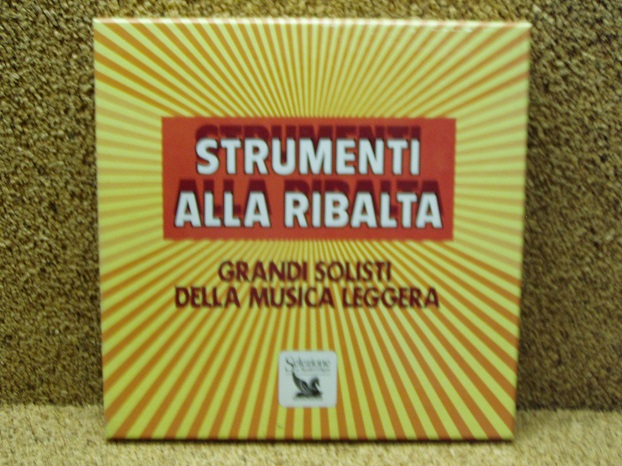 STRUMENTI
ALLA RIBALTA
GRANDI SOLISTI
DELLA MUSICA LEGGERA
Selezione